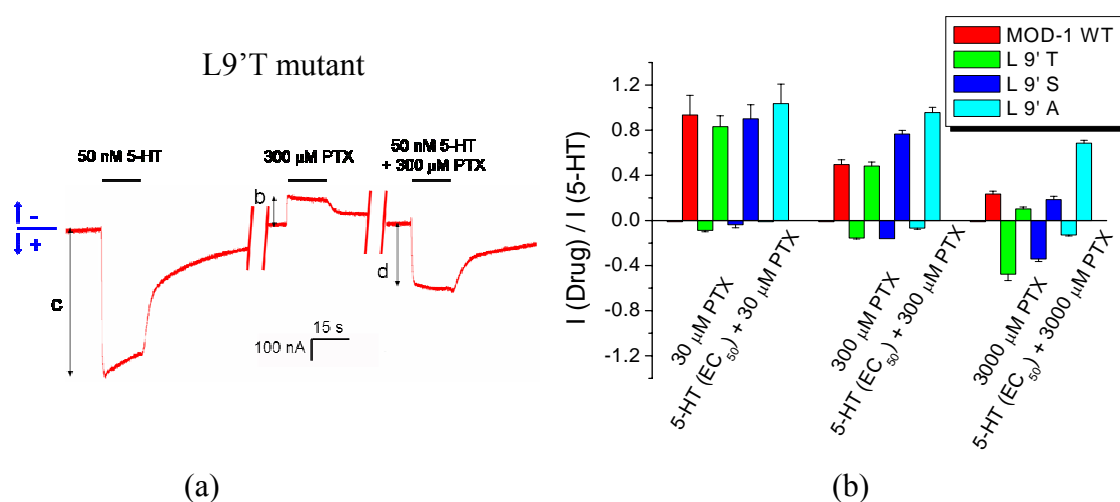 L9'T mutant
50 nM 5-HT
300 µM PTX
50 nM 5-HT
+ 300 µM PTX
-
+
c
b
d
15 s
100 nA
(a)
MOD-1 WT
L 9' T
L 9' S
L 9' A
I (Drug) / I (5-HT)
1.2
0.8
0.4
0.0
-0.4
-0.8
-1.2
30 µM PTX
5-HT (EC50) + 30 µM PTX
300 µM PTX
5-HT (EC50) + 300 µM PTX
3000 µM PTX
5-HT (EC50) + 3000 µM PTX
(b)